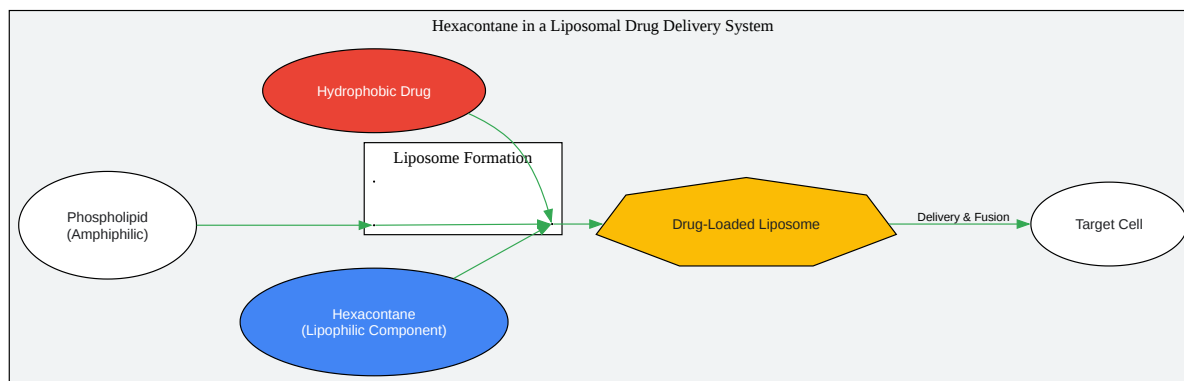 Hexacontane in a Liposomal Drug Delivery System
Hydrophobic Drug
Liposome Formation
Phospholipid
(Amphiphilic)
Drug-Loaded Liposome
Delivery & Fusion
Target Cell
Hexacontane
(Lipophilic Component)